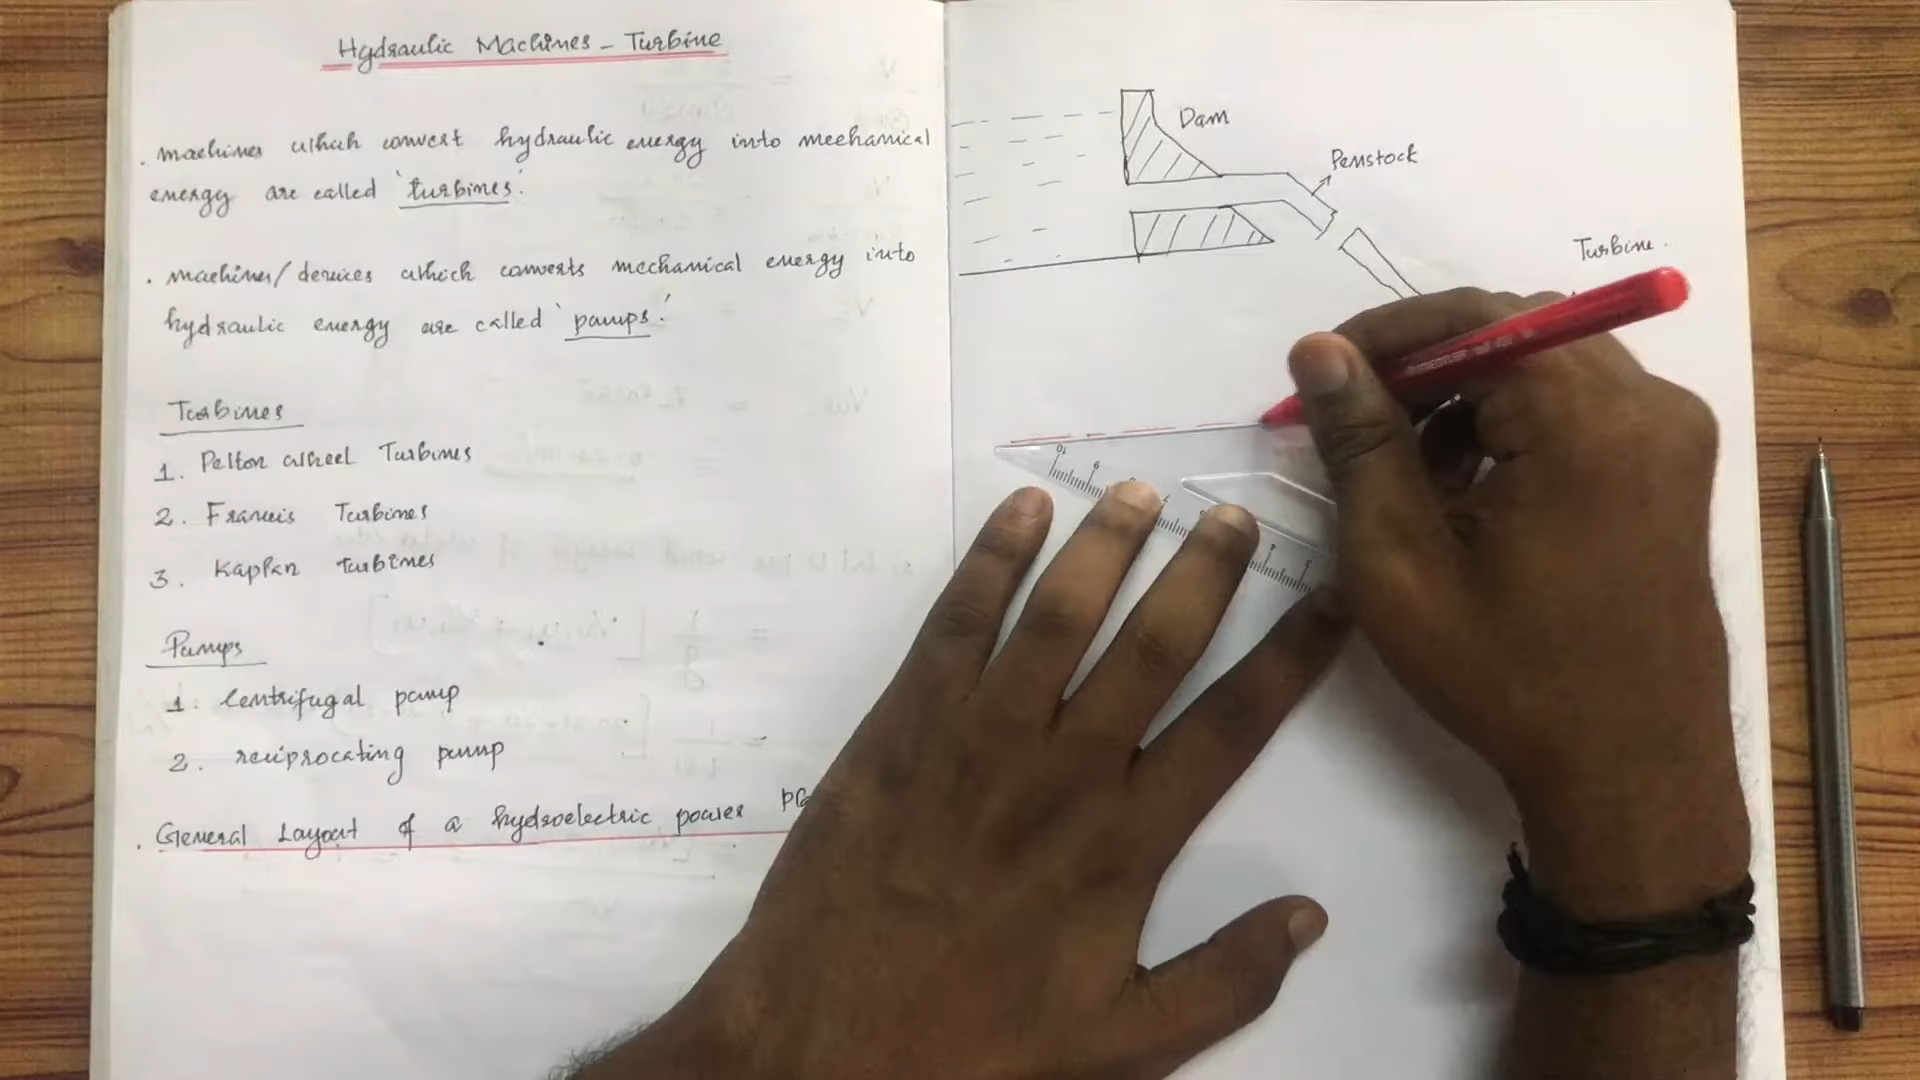 Hydraulic Machines - Turbine
. machines which convert hydraulic energy into mechanical
energy are called 'turbines'.
. machines/devices which converts mechanical energy into
hydraulic energy are called 'pumps'.
Turbines
1. Pelton wheel Turbines
2. Francis Turbines
3. Kaplan Turbines
Pumps
1. Centrifugal pump
2. reciprocating pump
. General Layout of a hydroelectric power
Dam
Penstock
Turbine.